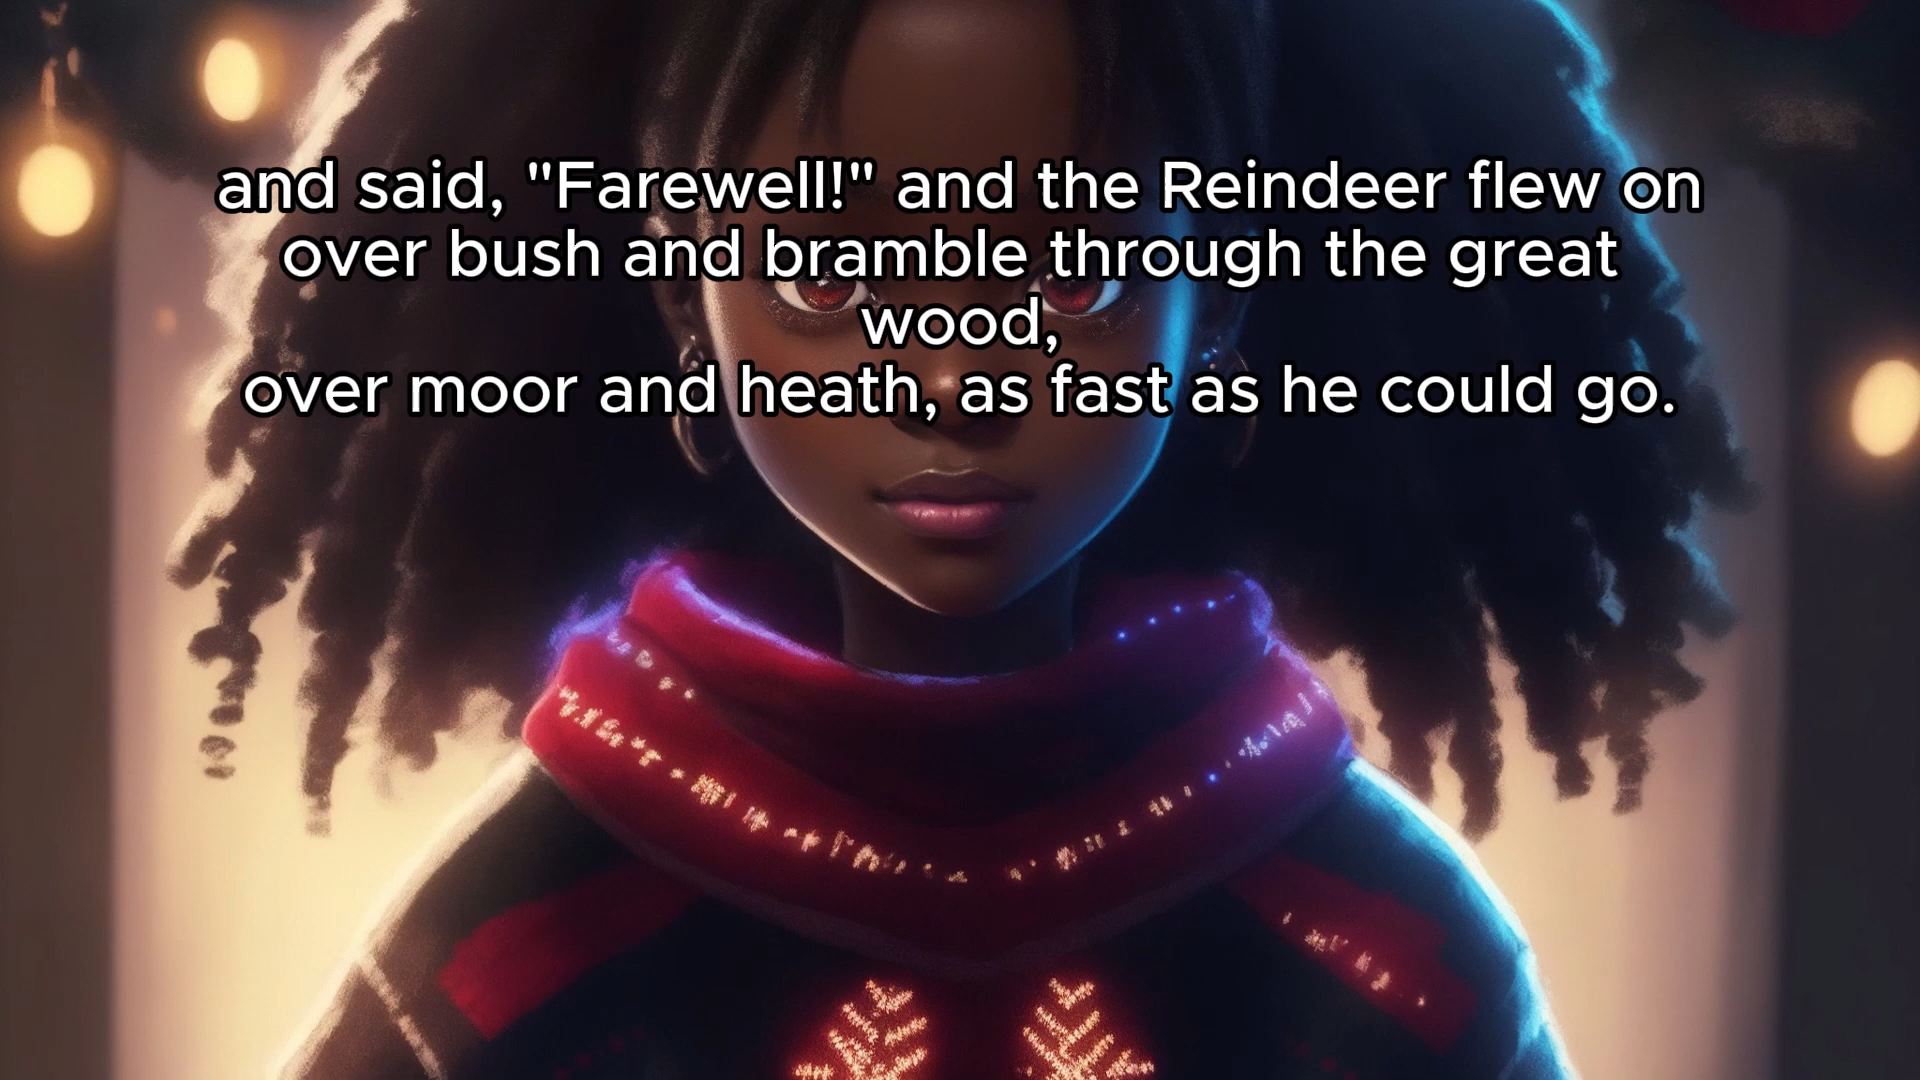 and said, "Farewell!" and the Reindeer flew on
over bush and bramble through the great
wood,
over moor and heath, as fast as he could go.